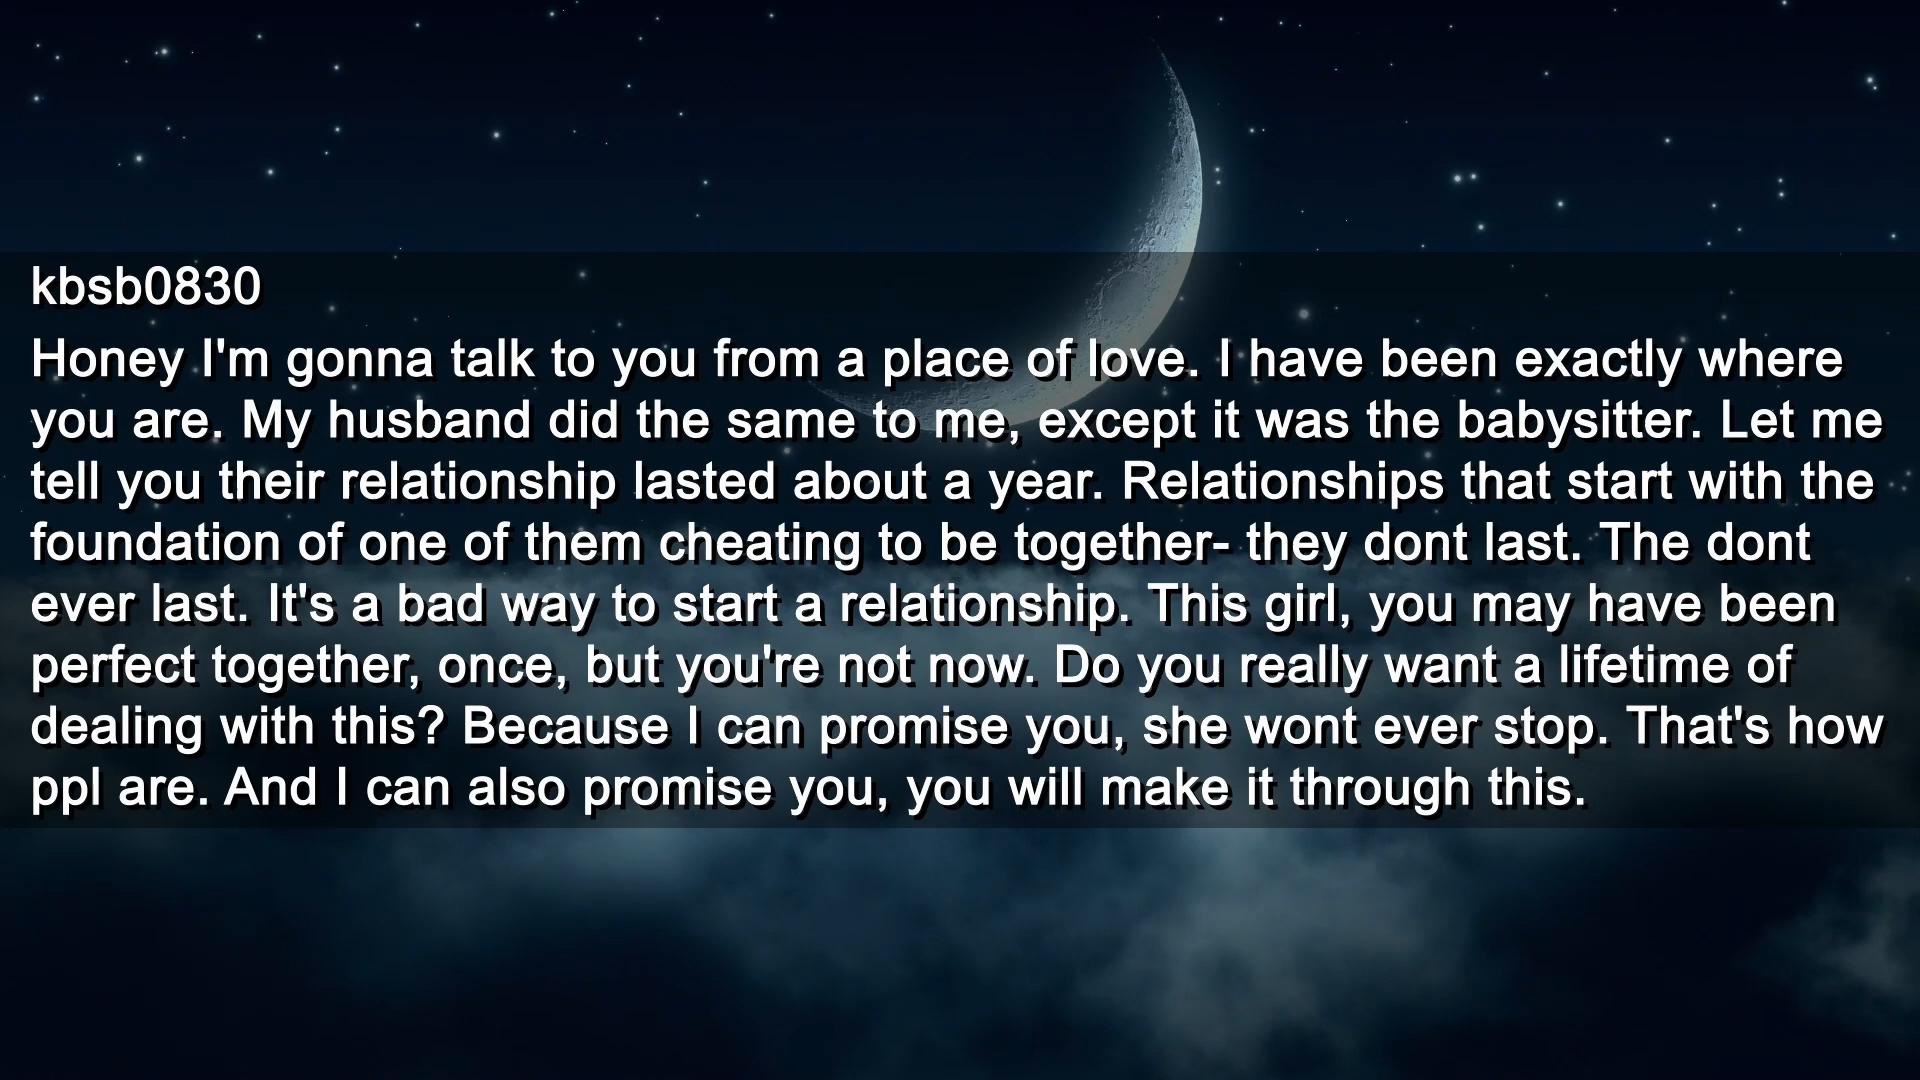 kbsb0830
Honey I'm gonna talk to you from a place of love. I have been exactly where
you are. My husband did the same to me, except it was the babysitter. Let me
tell you their relationship lasted about a year. Relationships that start with the
foundation of one of them cheating to be together- they dont last. The dont
ever last. It's a bad way to start a relationship. This girl, you may have been
perfect together, once, but you're not now. Do you really want a lifetime of
dealing with this? Because I can promise you, she wont ever stop. That's how
ppl are. And I can also promise you, you will make it through this.